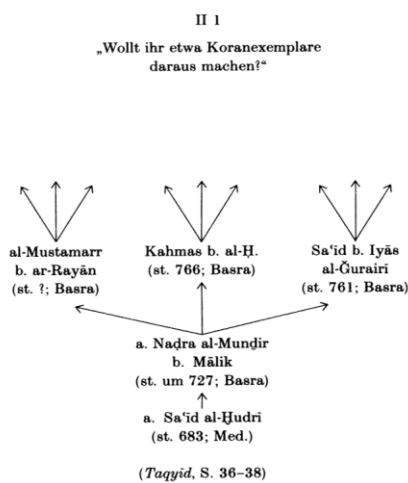 II 1
„Wollt ihr etwa Koranexemplare
daraus machen?“
al-Mustamarr
b. ar-Rayān
(st. ?; Basra)
Kahmas b. al-Ḥ.
(st. 766; Basra)
Saʿīd b. Iyās
al-Ǧurairī
(st. 761; Basra)
a. Naḍra al-Munḏir
b. Mālik
(st. um 727; Basra)
a. Saʿīd al-Ḫudrī
(st. 683; Med.)
(Taqyīd, S. 36–38)